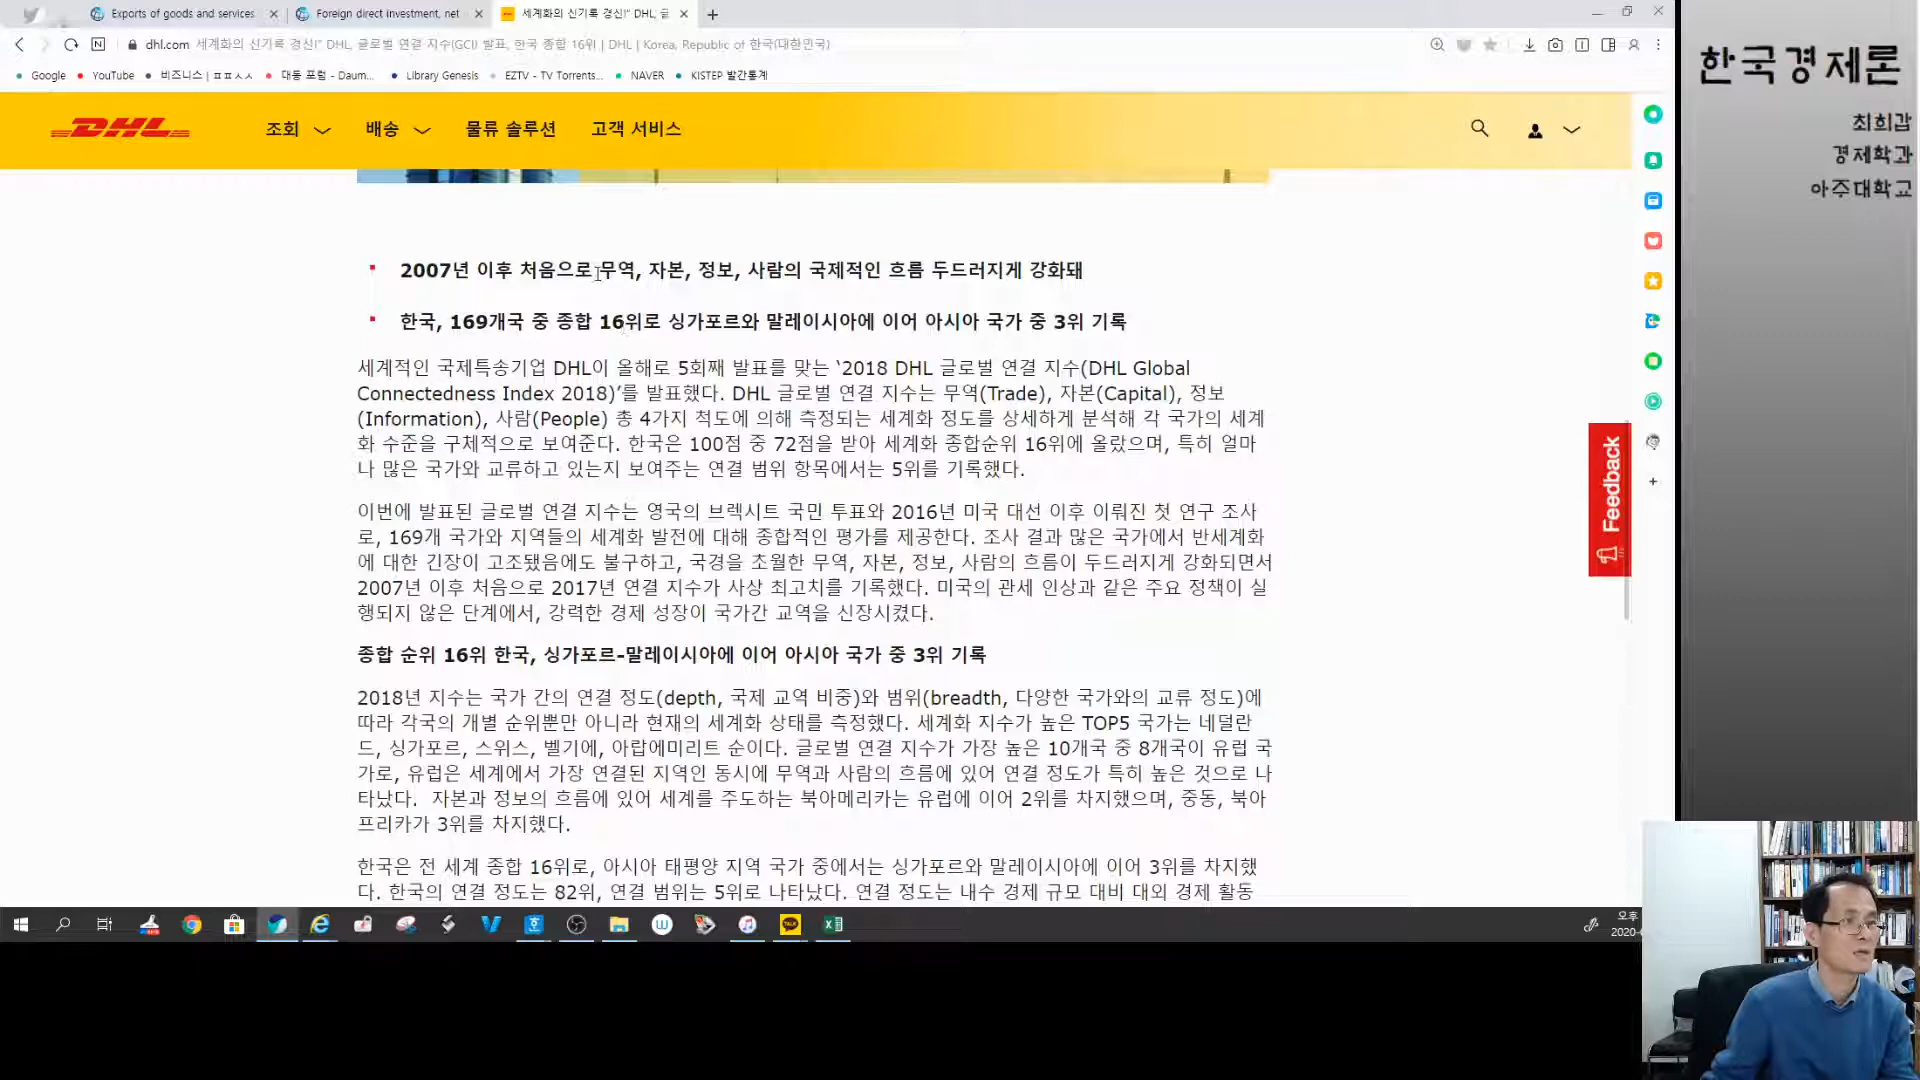 Exports of goods and services
Foreign direct investment, net
세계화의 신기록 경신!" DHL, 글
dhl.com 세계화의 신기록 경신!" DHL, 글로벌 연결 지수(GCI) 발표, 한국 종합 16위 | DHL | Korea, Republic of 한국(대한민국)
Google YouTube 비즈니스 | ㅍㅍㅅㅅ 대동 포럼 - Daum... Library Genesis EZTV - TV Torrents... NAVER KISTEP 발간통계
DHL 조회 배송 물류 솔루션 고객 서비스
2007년 이후 처음으로 무역, 자본, 정보, 사람의 국제적인 흐름 두드러지게 강화돼
한국, 169개국 중 종합 16위로 싱가포르와 말레이시아에 이어 아시아 국가 중 3위 기록
세계적인 국제특송기업 DHL이 올해로 5회째 발표를 맞는 ‘2018 DHL 글로벌 연결 지수(DHL Global
Connectedness Index 2018)’를 발표했다. DHL 글로벌 연결 지수는 무역(Trade), 자본(Capital), 정보
(Information), 사람(People) 총 4가지 척도에 의해 측정되는 세계화 정도를 상세하게 분석해 각 국가의 세계
화 수준을 구체적으로 보여준다. 한국은 100점 중 72점을 받아 세계화 종합순위 16위에 올랐으며, 특히 얼마
나 많은 국가와 교류하고 있는지 보여주는 연결 범위 항목에서는 5위를 기록했다.
이번에 발표된 글로벌 연결 지수는 영국의 브렉시트 국민 투표와 2016년 미국 대선 이후 이뤄진 첫 연구 조사
로, 169개 국가와 지역들의 세계화 발전에 대해 종합적인 평가를 제공한다. 조사 결과 많은 국가에서 반세계화
에 대한 긴장이 고조됐음에도 불구하고, 국경을 초월한 무역, 자본, 정보, 사람의 흐름이 두드러지게 강화되면서
2007년 이후 처음으로 2017년 연결 지수가 사상 최고치를 기록했다. 미국의 관세 인상과 같은 주요 정책이 실
행되지 않은 단계에서, 강력한 경제 성장이 국가간 교역을 신장시켰다.
종합 순위 16위 한국, 싱가포르-말레이시아에 이어 아시아 국가 중 3위 기록
2018년 지수는 국가 간의 연결 정도(depth, 국제 교역 비중)와 범위(breadth, 다양한 국가와의 교류 정도)에
따라 각국의 개별 순위뿐만 아니라 현재의 세계화 상태를 측정했다. 세계화 지수가 높은 TOP5 국가는 네덜란
드, 싱가포르, 스위스, 벨기에, 아랍에미리트 순이다. 글로벌 연결 지수가 가장 높은 10개국 중 8개국이 유럽 국
가로, 유럽은 세계에서 가장 연결된 지역인 동시에 무역과 사람의 흐름에 있어 연결 정도가 특히 높은 것으로 나
타났다. 자본과 정보의 흐름에 있어 세계를 주도하는 북아메리카는 유럽에 이어 2위를 차지했으며, 중동, 북아
프리카가 3위를 차지했다.
한국은 전 세계 종합 16위로, 아시아 태평양 지역 국가 중에서는 싱가포르와 말레이시아에 이어 3위를 차지했
다. 한국의 연결 정도는 82위, 연결 범위는 5위로 나타났다. 연결 정도는 내수 경제 규모 대비 대외 경제 활동
Feedback
오후
2020-
한국경제론
최희갑
경제학과
아주대학교